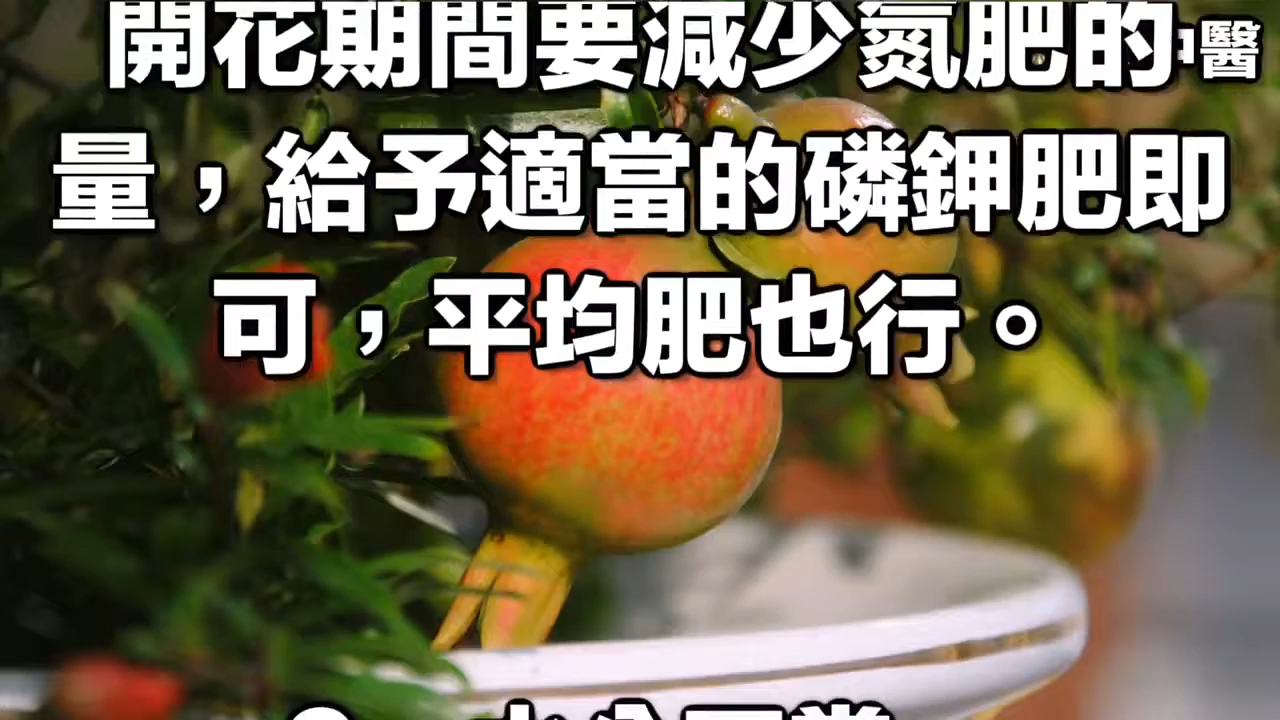 開花期間要減少氮肥的
醫
量，給予適當的磷鉀肥即
可，平均肥也行。